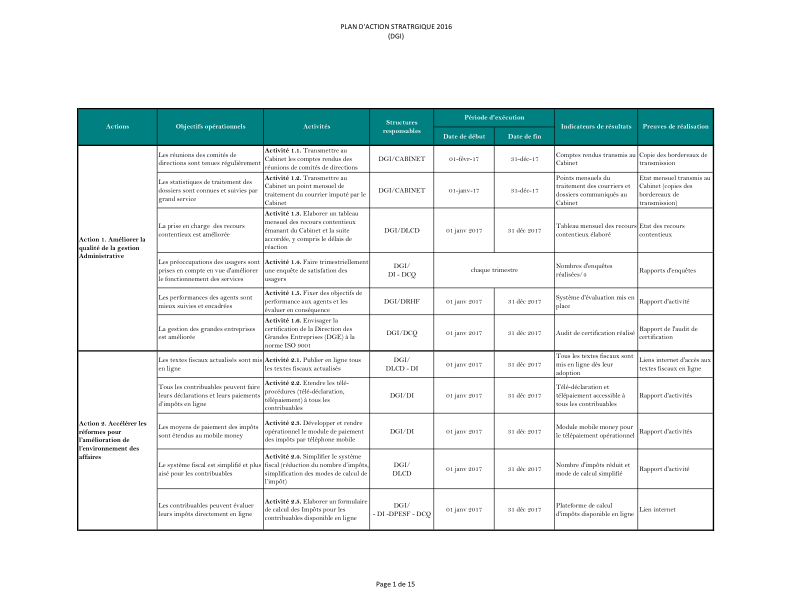 PLAN D'ACTION STRATRGIQUE 2016
(DGI)
Actions
Objectifs opérationnels
Activités
Structures
responsables
Période d'exécution
Date de début
Date de fin
Indicateurs de résultats
Preuves de réalisation
Action 1. Améliorer la
qualité de la gestion
Administrative
Les réunions des comités de
directions sont tenues régulièrement
Activité 1.1. Transmettre au
Cabinet les comptes rendus des
réunions de comités de directions
DGI/CABINET
01-févr-17
31-déc-17
Comptes rendus transmis au
Cabinet
Copie des bordereaux de
transmission
Les statistiques de traitement des
dossiers sont connues et suivies par
grand service
Activité 1.2. Transmettre au
Cabinet un point mensuel de
traitement du courrier imputé par le
Cabinet
DGI/CABINET
01-janv-17
31-déc-17
Points mensuels du
traitement des courriers et
dossiers communiqués au
Cabinet
Etat mensuel transmis au
Cabinet (copies des
bordereaux de
transmission)
La prise en charge des recours
contentieux est améliorée
Activité 1.3. Elaborer un tableau
mensuel des recours contentieux
émanant du Cabinet et la suite
accordée, y compris le délais de
réaction
DGI/DLCD
01 janv 2017
31 déc 2017
Tableau mensuel des recours
contentieux élaboré
Etat des recours
contentieux
Les préoccupations des usagers sont
prises en compte en vue d'améliorer
le fonctionnement des services
Activité 1.4. Faire trimestriellement
une enquête de satisfaction des
usagers
DGI/
DI - DCQ
chaque trimestre
Nombres d'enquêtes
réalisées/4
Rapports d'enquêtes
Les performances des agents sont
mieux suivies et encadrées
Activité 1.5. Fixer des objectifs de
performance aux agents et les
évaluer en conséquence
DGI/DRHF
01 janv 2017
31 déc 2017
Système d'évaluation mis en
place
Rapport d'activité
La gestion des grandes entreprises
est améliorée
Activité 1.6. Envisager la
certification de la Direction des
Grandes Entreprises (DGE) à la
norme ISO 9001
DGI/DCQ
01 janv 2017
31 déc 2017
Audit de certification réalisé
Rapport de l'audit de
certification
Action 2. Accélérer les
réformes pour
l'amélioration de
l'environnement des
affaires
Les textes fiscaux actualisés sont mis
en ligne
Activité 2.1. Publier en ligne tous
les textes fiscaux actualisés
DGI/
DLCD - DI
01 janv 2017
31 déc 2017
Tous les textes fiscaux sont
mis en ligne dès leur
adoption
Liens internet d'accès aux
textes fiscaux en ligne
Tous les contribuables peuvent faire
leurs déclarations et leurs paiements
d'impôts en ligne
Activité 2.2. Etendre les télé-
procédures (télé-déclaration,
télépaiement) à tous les
contribuables
DGI/DI
01 janv 2017
31 déc 2017
Télé-déclaration et
télépaiement accessible à
tous les contribuables
Rapport d'activités
Les moyens de paiement des impôts
sont étendus au mobile money
Activité 2.3. Développer et rendre
opérationnel le module de paiement
des impôts par téléphone mobile
DGI/DI
01 janv 2017
31 déc 2017
Module mobile money pour
le télépaiement opérationnel
Rapport d'activités
Le système fiscal est simplifié et plus
aisé pour les contribuables
Activité 2.4. Simplifier le système
fiscal (réduction du nombre d'impôts,
simplification des modes de calcul de
l'impôt)
DGI/
DLCD
01 janv 2017
31 déc 2017
Nombre d'impôts réduit et
mode de calcul simplifié
Rapport d'activité
Les contribuables peuvent évaluer
leurs impôts directement en ligne
Activité 2.5. Elaborer un formulaire
de calcul des Impôts pour les
contribuables disponible en ligne
DGI/
- DI -DPESF - DCQ
01 janv 2017
31 déc 2017
Plateforme de calcul
d'impôts disponible en ligne
Lien internet
Page 1 de 15